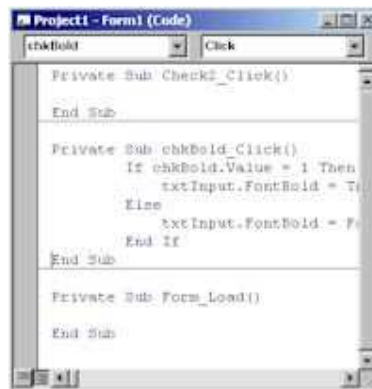 Project1 - Form1 (Code)
chkBold Click
Private Sub Check2_Click()
End Sub
Private Sub chkBold_Click()
If chkBold.Value = 1 Then
txtInput.FontBold =
Else
txtInput.FontBold =
End If
End Sub
Private Sub Form_Load()
End Sub